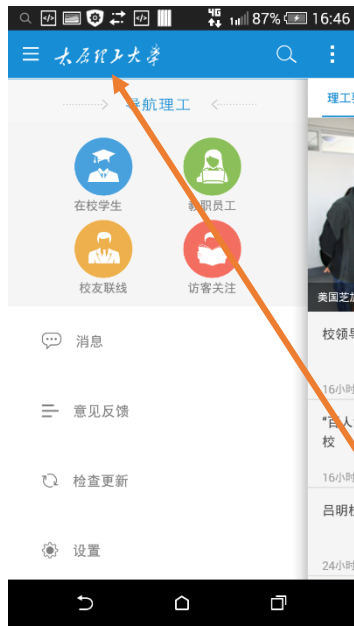 4G 87% 16:46
太原理工大学
导航理工
理工要
在校学生
教职员工
校友联线
访客关注
美国芝加
消息
校领导
16小时
意见反馈
"百人
校
检查更新
16小时
吕明校
设置
24小时